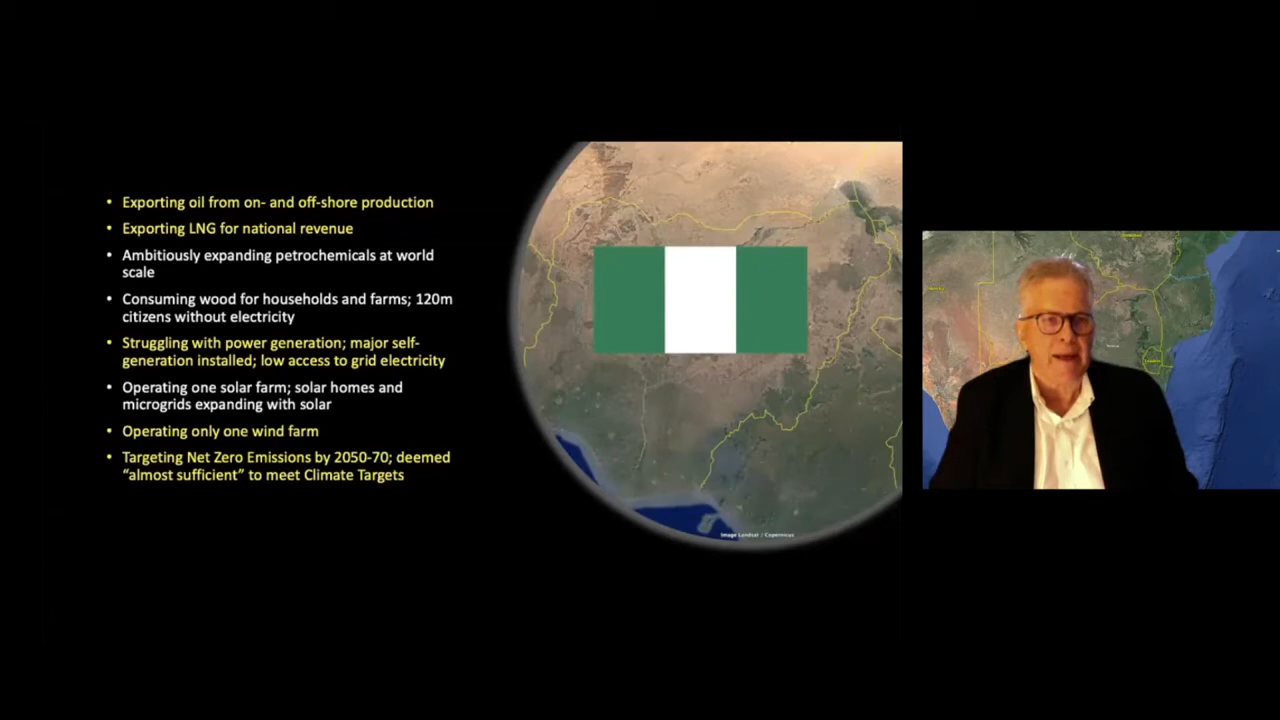 • Exporting oil from on- and off-shore production
• Exporting LNG for national revenue
• Ambitiously expanding petrochemicals at world
scale
• Consuming wood for households and farms; 120m
citizens without electricity
• Struggling with power generation; major self-
generation installed; low access to grid electricity
• Operating one solar farm; solar homes and
microgrids expanding with solar
• Operating only one wind farm
• Targeting Net Zero Emissions by 2050-70; deemed
“almost sufficient” to meet Climate Targets
Image Landsat / Copernicus